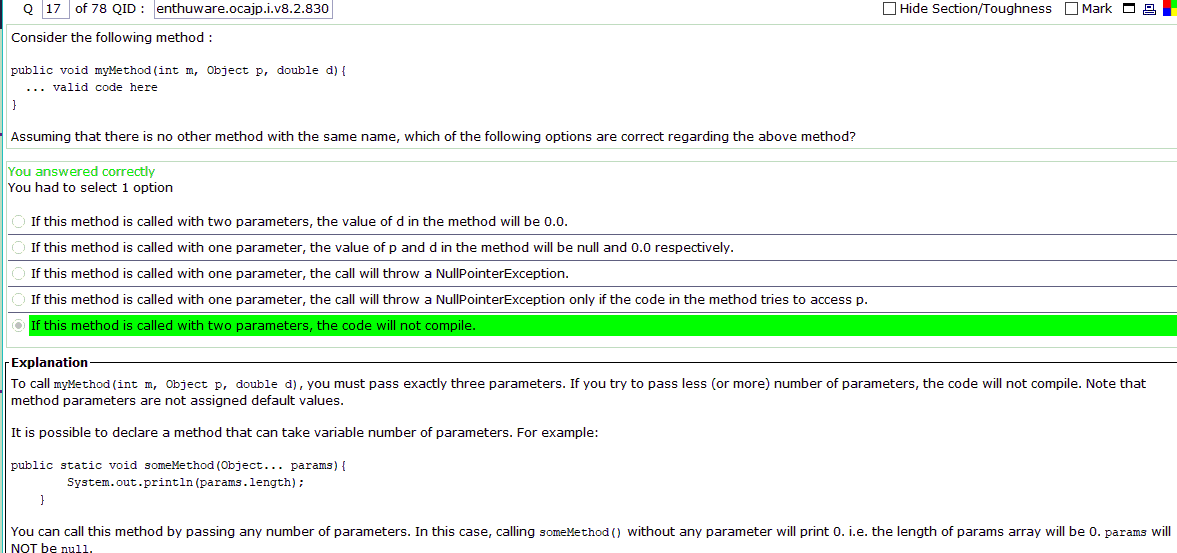 Q 17 of 78 QID : enthuware.ocajp.i.v8.2.830 Hide Section/Toughness Mark
Consider the following method :
public void myMethod(int m, Object p, double d){
... valid code here
}
Assuming that there is no other method with the same name, which of the following options are correct regarding the above method?
You answered correctly
You had to select 1 option
If this method is called with two parameters, the value of d in the method will be 0.0.
If this method is called with one parameter, the value of p and d in the method will be null and 0.0 respectively.
If this method is called with one parameter, the call will throw a NullPointerException.
If this method is called with one parameter, the call will throw a NullPointerException only if the code in the method tries to access p.
If this method is called with two parameters, the code will not compile.
Explanation
To call myMethod(int m, Object p, double d), you must pass exactly three parameters. If you try to pass less (or more) number of parameters, the code will not compile. Note that
method parameters are not assigned default values.
It is possible to declare a method that can take variable number of parameters. For example:
public static void someMethod(Object... params){
System.out.println(params.length);
}
You can call this method by passing any number of parameters. In this case, calling someMethod() without any parameter will print 0. i.e. the length of params array will be 0. params will
NOT be null.